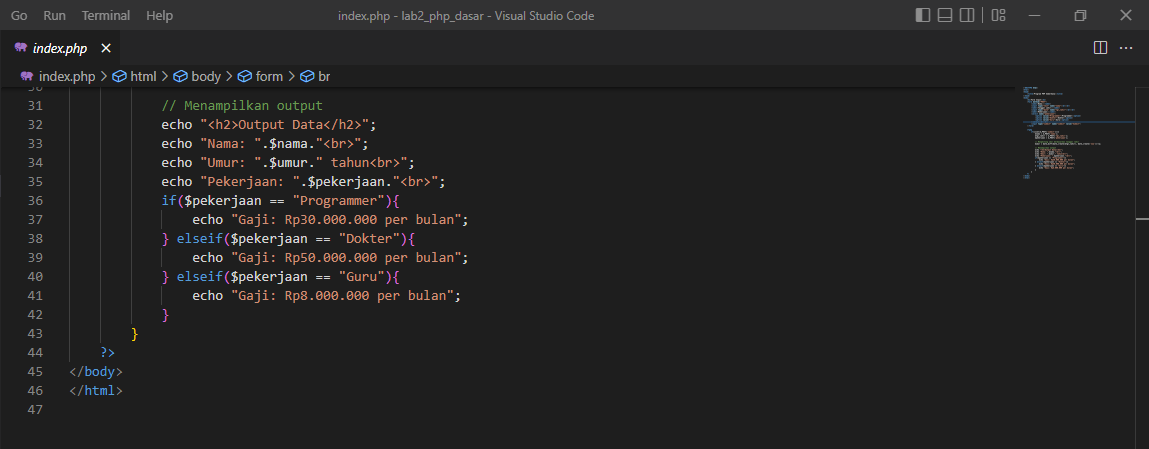 Go Run Terminal Help index.php - lab2_php_dasar - Visual Studio Code
index.php
index.php > html > body > form > br
31 // Menampilkan output
32 echo "<h2>Output Data</h2>";
33 echo "Nama: ".$nama."<br>";
34 echo "Umur: ".$umur." tahun<br>";
35 echo "Pekerjaan: ".$pekerjaan."<br>";
36 if($pekerjaan == "Programmer"){
37 echo "Gaji: Rp30.000.000 per bulan";
38 } elseif($pekerjaan == "Dokter"){
39 echo "Gaji: Rp50.000.000 per bulan";
40 } elseif($pekerjaan == "Guru"){
41 echo "Gaji: Rp8.000.000 per bulan";
42 }
43 }
44 ?>
45 </body>
46 </html>
47